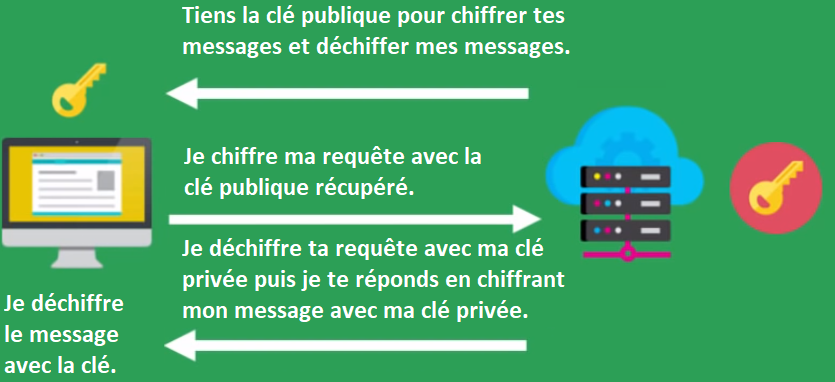 Tiens la clé publique pour chiffrer tes
messages et déchiffer mes messages.
Je chiffre ma requête avec la
clé publique récupéré.
Je déchiffre ta requête avec ma clé
privée puis je te réponds en chiffrant
mon message avec ma clé privée.
Je déchiffre
le message
avec la clé.